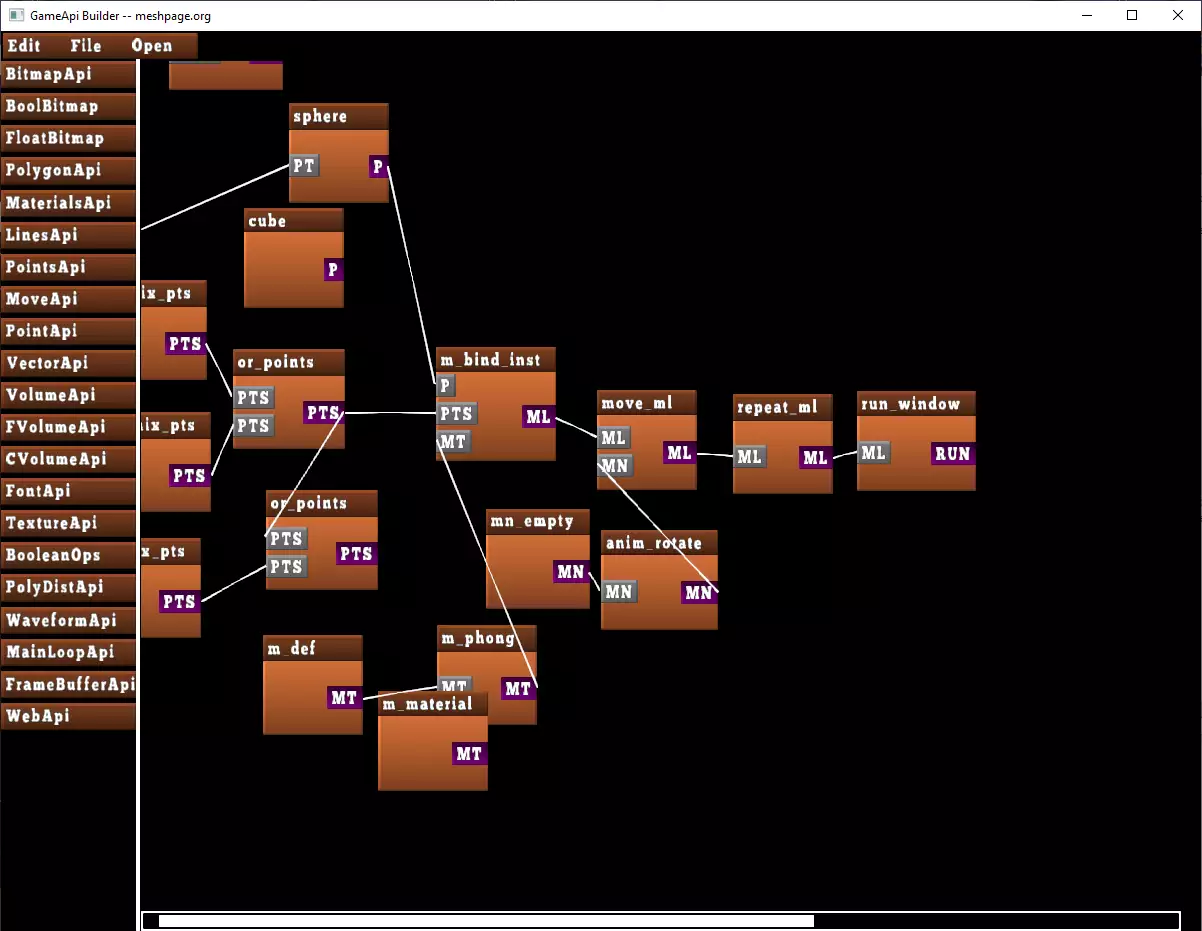 GameApi Builder -- meshpage.org
Edit File Open
BitmapApi
BoolBitmap
FloatBitmap
PolygonApi
MaterialsApi
LinesApi
PointsApi
MoveApi
PointApi
VectorApi
VolumeApi
FVolumeApi
CVolumeApi
FontApi
TextureApi
BooleanOps
PolyDistApi
WaveformApi
MainLoopApi
FrameBufferApi
WebApi
sphere
PT P
cube
P
ix_pts
PTS
or_points
PTS
PTS
PTS
ix_pts
PTS
or_points
PTS
PTS
PTS
x_pts
PTS
m_bind_inst
P
PTS
ML
MT
move_ml
ML
ML
MN
repeat_ml
ML ML
run_window
ML RUN
mn_empty
MN
anim_rotate
MN MN
m_def
MT
m_phong
MT MT
m_material
MT